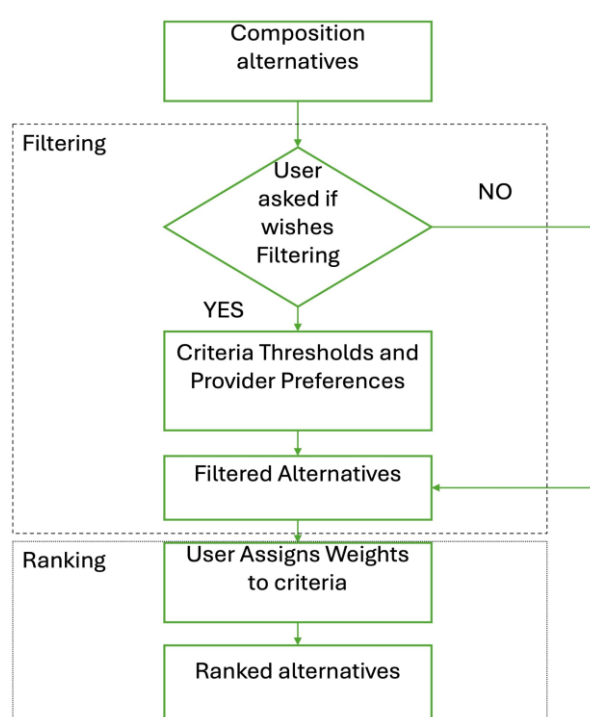 Composition
alternatives
Filtering
User
asked if
wishes
Filtering
NO
YES
Criteria Thresholds and
Provider Preferences
Filtered Alternatives
Ranking
User Assigns Weights
to criteria
Ranked alternatives